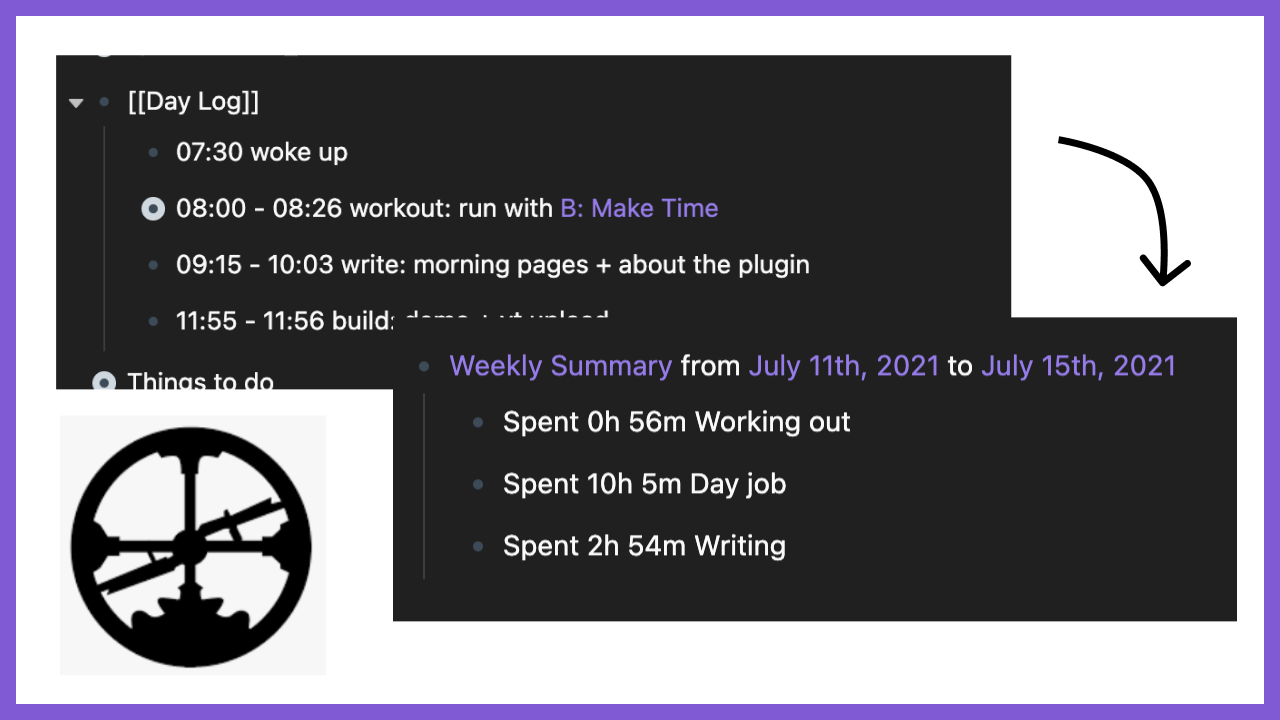 [[Day Log]]
07:30 woke up
08:00 - 08:26 workout: run with B: Make Time
09:15 - 10:03 write: morning pages + about the plugin
11:55 - 11:56 build: demo + yt upload
Things to do
Weekly Summary from July 11th, 2021 to July 15th, 2021
Spent 0h 56m Working out
Spent 10h 5m Day job
Spent 2h 54m Writing